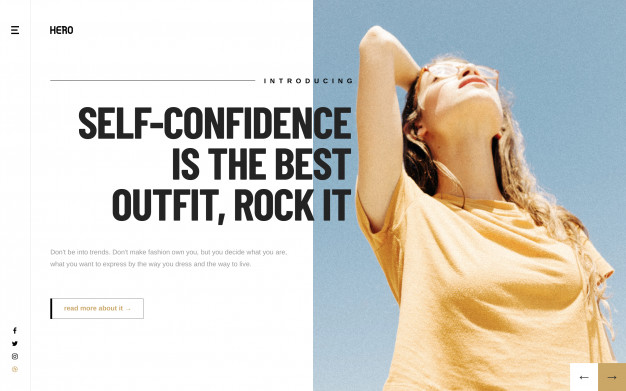 HERO
INTRODUCING
SELF-CONFIDENCE
IS THE BEST
OUTFIT, ROCK IT
Don't be into trends. Don't make fashion own you, but you decide what you are,
what you want to express by the way you dress and the way to live.
read more about it →
← →